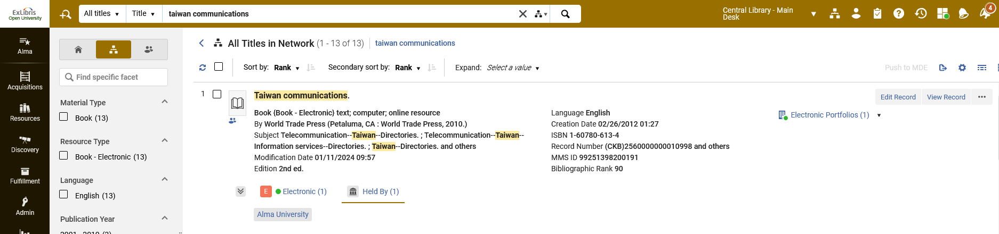 ExLibris
Open University
All titles
Title
taiwan communications
Central Library - Main
Desk
4
Alma
Acquisitions
Resources
Discovery
Fulfillment
Admin
Find specific facet
Material Type
Book (13)
Resource Type
Book - Electronic (13)
Language
English (13)
Publication Year
2001 - 2010 (3)
All Titles in Network (1 - 13 of 13)
taiwan communications
Sort by: Rank
Secondary sort by: Rank
Expand: Select a value
Push to MDE
1
Taiwan communications.
Edit Record
View Record
Book {Book - Electronic} text; computer; online resource
By World Trade Press (Petaluma, CA : World Trade Press, 2010.)
Subject Telecommunication--Taiwan--Directories. ; Telecommunication--Taiwan--
Information services--Directories. ; Taiwan--Directories. and others
Modification Date 01/11/2024 09:57
Edition 2nd ed.
Language English
Creation Date 02/26/2012 01:27
ISBN 1-60780-613-4
Record Number (CKB)2560000000010998 and others
MMS ID 99251398200191
Bibliographic Rank 90
Electronic Portfolios (1)
E Electronic (1)
Held By (1)
Alma University